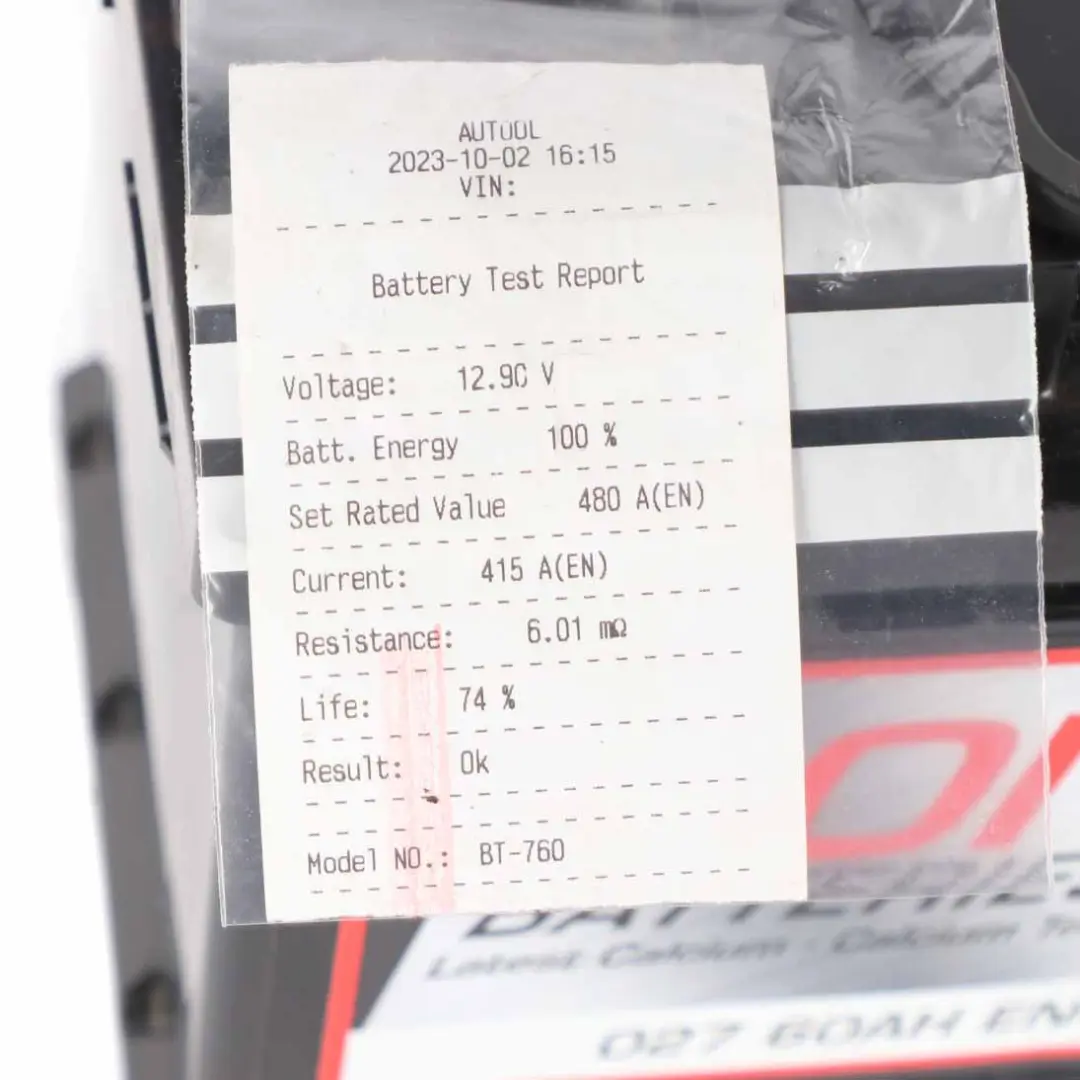 AUTOOL
2023-10-02 16:15
VIN:
Battery Test Report
Voltage: 12.90 V
Batt. Energy 100 %
Set Rated Value 480 A(EN)
Current: 415 A(EN)
Resistance: 6.01 mΩ
Life: 74 %
Result: Ok
Model NO.: BT-760
Latest Calcium - Calcium
027 60AH EN